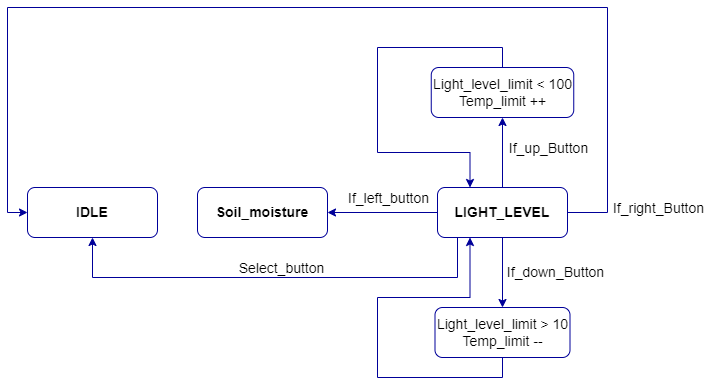 Light_level_limit < 100
Temp_limit ++
If_up_Button
IDLE
Soil_moisture
If_left_button
LIGHT_LEVEL
If_right_Button
Select_button
If_down_Button
Light_level_limit > 10
Temp_limit --